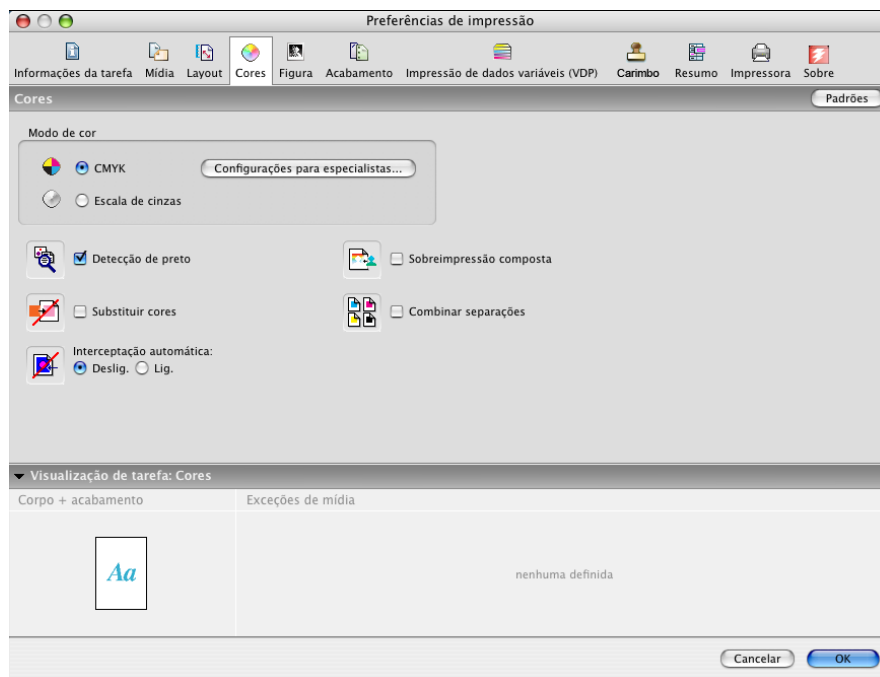 Preferências de impressão
Informações da tarefa Mídia Layout Cores Figura Acabamento Impressão de dados variáveis (VDP) Carimbo Resumo Impressora Sobre
Cores Padrões
Modo de cor
CMYK Configurações para especialistas...
Escala de cinzas
Detecção de preto Sobreimpressão composta
Substituir cores Combinar separações
Interceptação automática:
Deslig. Lig.
Visualização de tarefa: Cores
Corpo + acabamento Exceções de mídia
Aa nenhuma definida
Cancelar OK